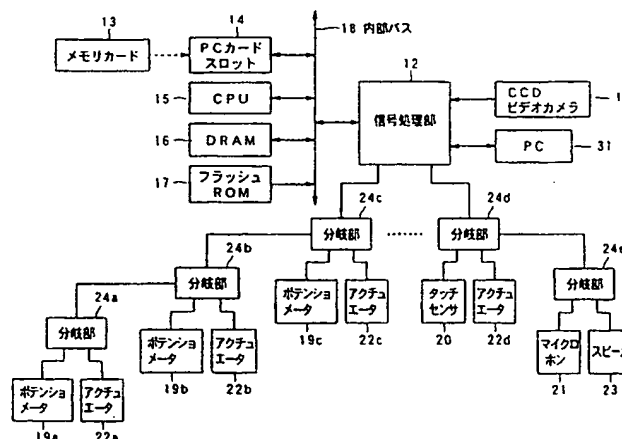 13
メモリカード
14
PCカード
スロット
18 内部バス
15
CPU
16
DRAM
17
フラッシュ
ROM
12
信号処理部
CCD
ビデオカメラ
PC
31
24c
分岐部
24d
分岐部
24b
分岐部
分岐部
24a
分岐部
ポテンショ
メータ
19c
アクチュ
エータ
22c
タッチ
センサ
20
アクチュ
エータ
22d
ポテンショ
メータ
19b
アクチュ
エータ
22b
マイクロ
ホン
21
23
ポテンショ
メータ
19a
アクチュ
エータ
22a